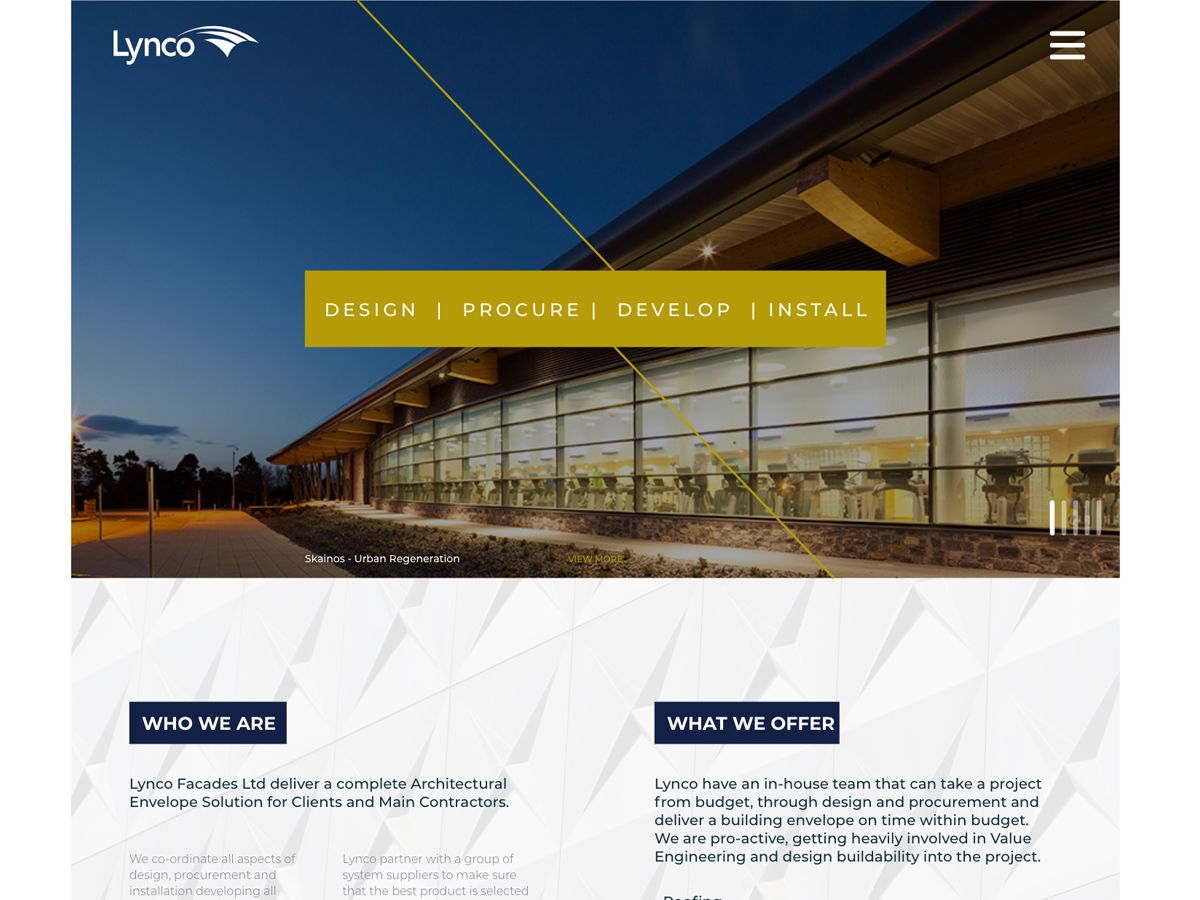 Lynco
DESIGN | PROCURE | DEVELOP | INSTALL
Skainos - Urban Regeneration
VIEW MORE
WHO WE ARE
Lynco Facades Ltd deliver a complete Architectural
Envelope Solution for Clients and Main Contractors.
We co-ordinate all aspects of
design, procurement and
installation developing all
Lynco partner with a group of
system suppliers to make sure
that the best product is selected
WHAT WE OFFER
Lynco have an in-house team that can take a project
from budget, through design and procurement and
deliver a building envelope on time within budget.
We are pro-active, getting heavily involved in Value
Engineering and design buildability into the project.
Roofing